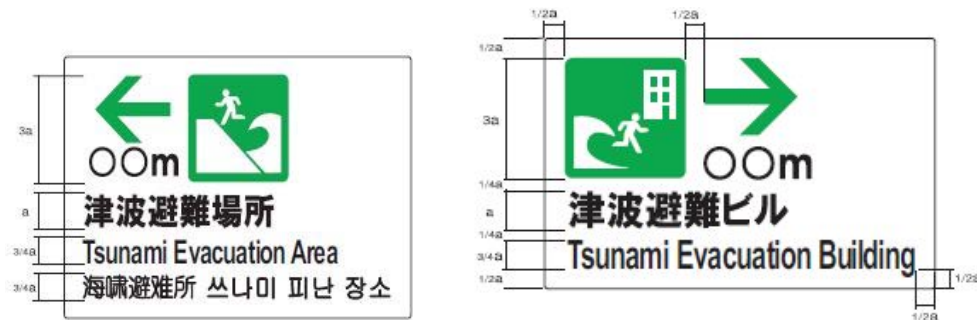 3a
○○m
a
津波避難場所
3/4a
Tsunami Evacuation Area
3/4a
海啸避难所 쓰나미 피난 장소
1/2a
1/2a
1/2a
3a
○○m
1/4a
a
津波避難ビル
1/4a
3/4a
Tsunami Evacuation Building
1/2a
1/2a
1/2a